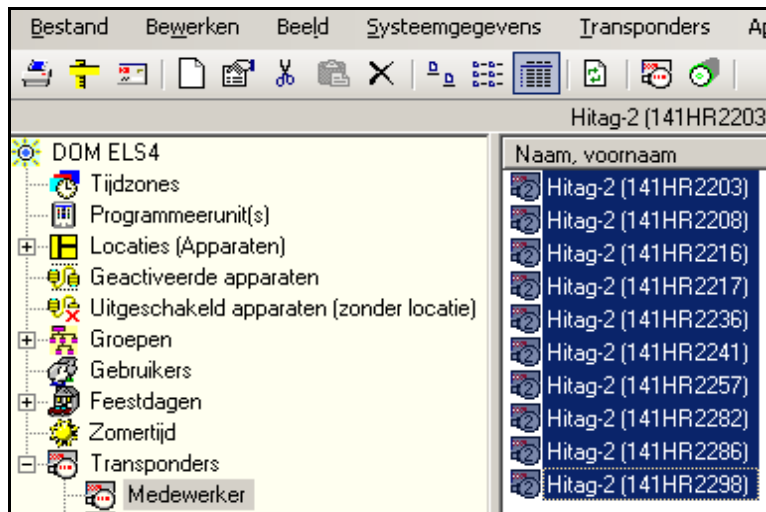 Bestand Bewerken Beeld Systeemgegevens Transponders
Hitag-2 (141HR2203
DOM ELS4
Tijdzones
Programmeerunit(s)
Locaties (Apparaten)
Geactiveerde apparaten
Uitgeschakeld apparaten (zonder locatie)
Groepen
Gebruikers
Feestdagen
Zomertijd
Transponders
Medewerker
Naam, voornaam
Hitag-2 (141HR2203)
Hitag-2 (141HR2208)
Hitag-2 (141HR2216)
Hitag-2 (141HR2217)
Hitag-2 (141HR2236)
Hitag-2 (141HR2241)
Hitag-2 (141HR2257)
Hitag-2 (141HR2282)
Hitag-2 (141HR2286)
Hitag-2 (141HR2298)